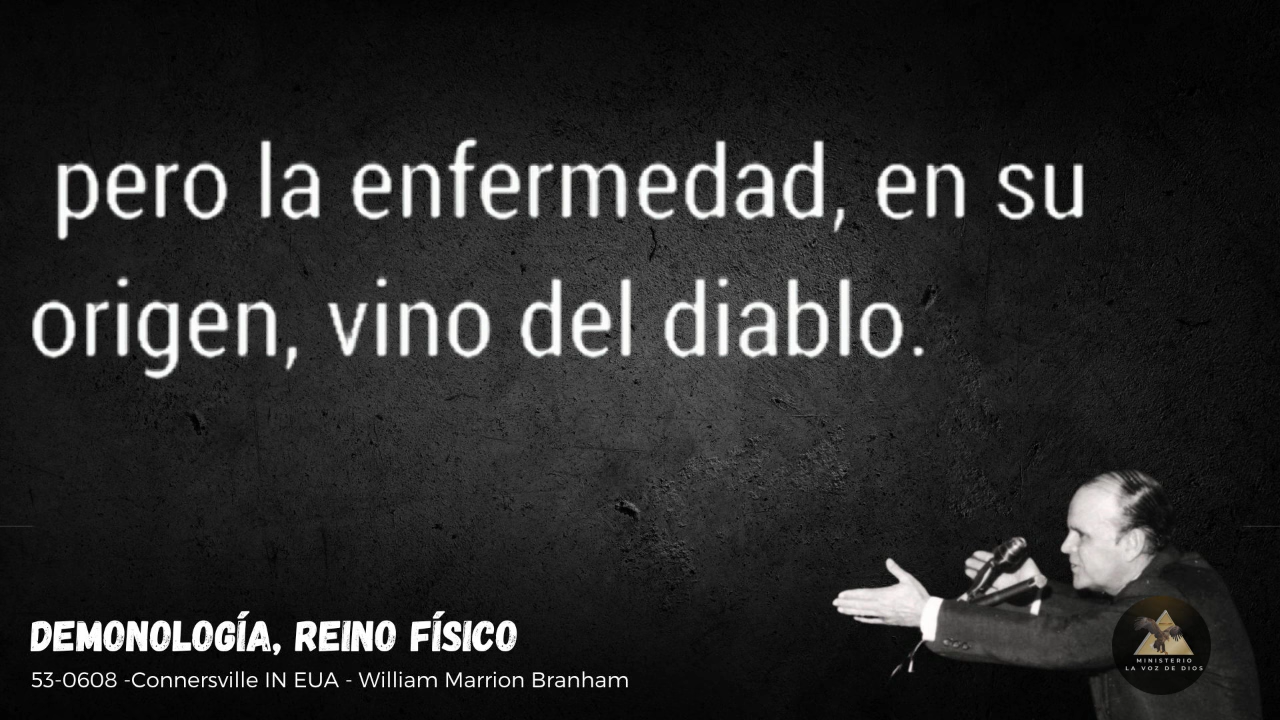 pero la enfermedad, en su
origen, vino del diablo.
DEMONOLOGÍA, REINO FÍSICO
53-0608 -Connersville IN EUA - William Marrion Branham
MINISTERIO
LA VOZ DE DIOS